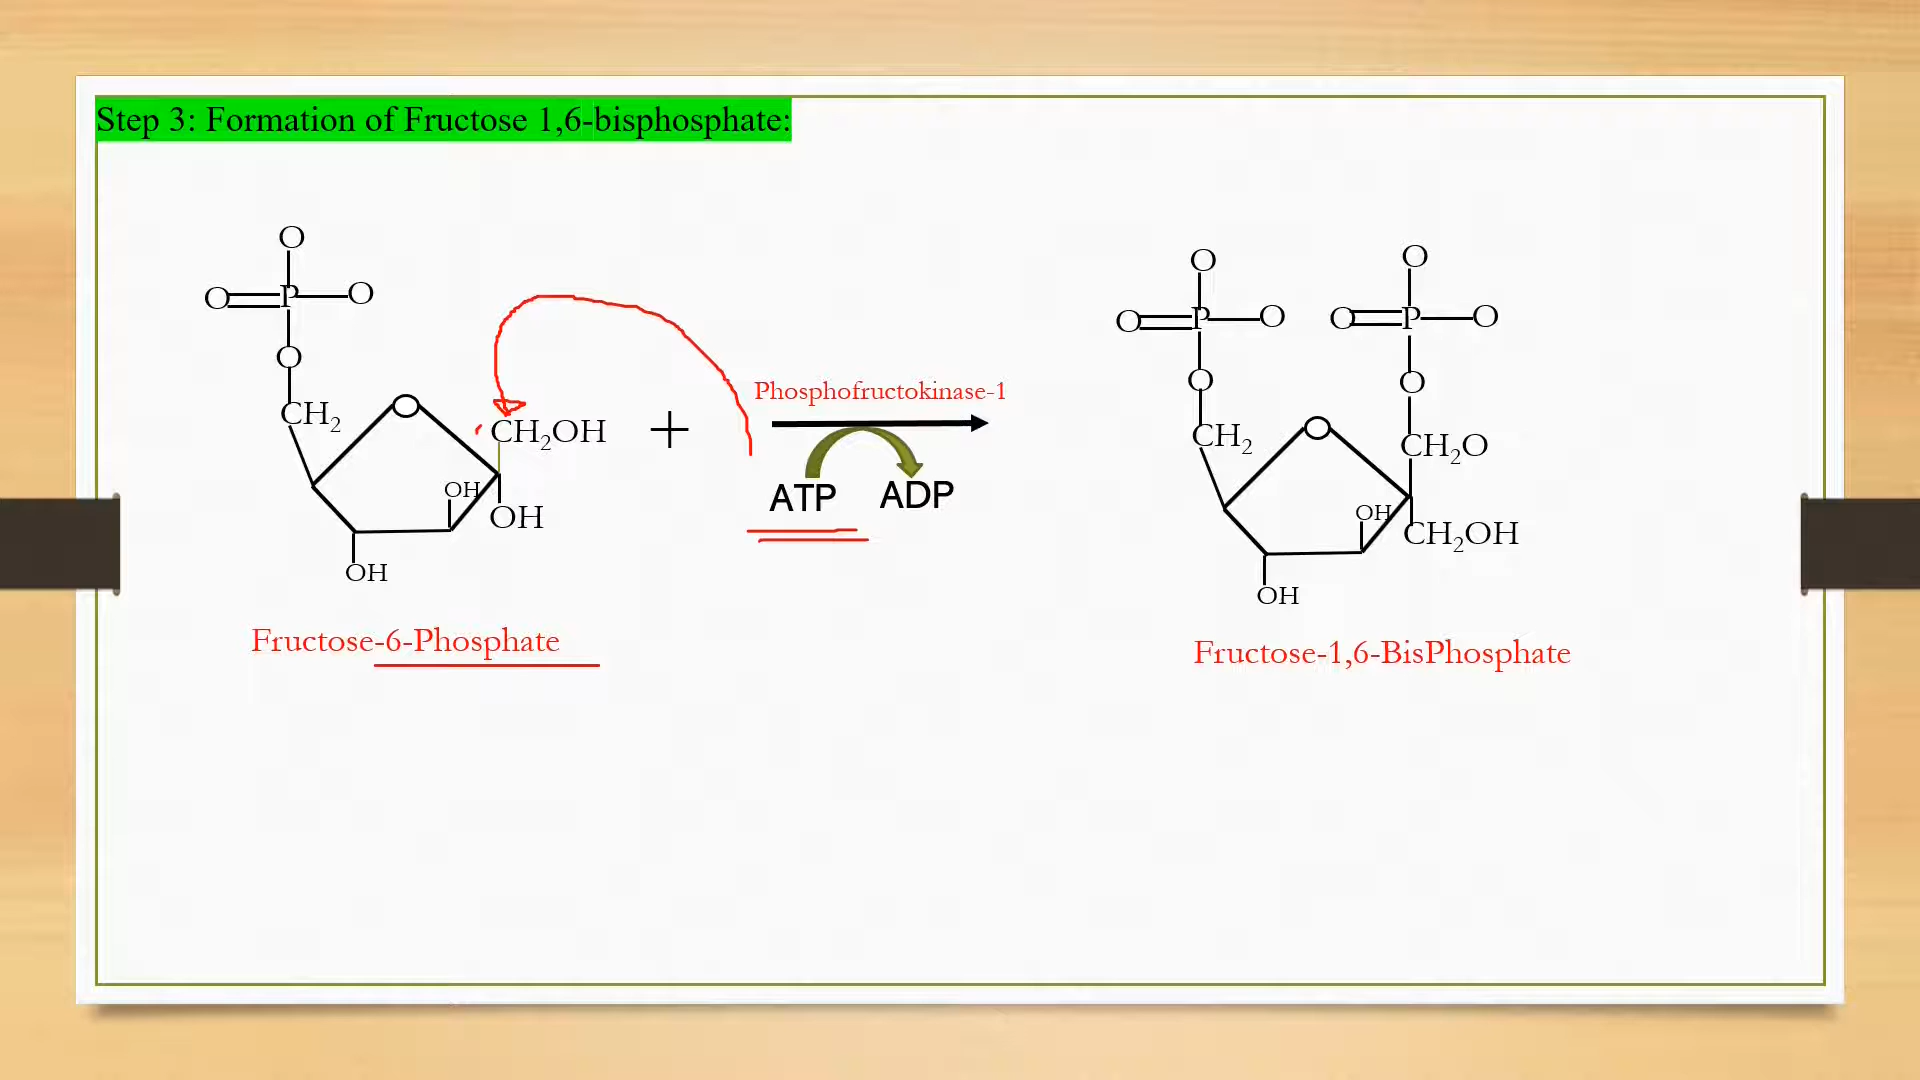 Step 3: Formation of Fructose 1,6-bisphosphate:
O
O P O
O
CH₂
O
CH₂OH
OH
OH
OH
+
Phosphofructokinase-1
ATP ADP
O
O P O
O
CH₂
O
O
O P O
O
CH₂O
OH
CH₂OH
OH
Fructose-6-Phosphate
Fructose-1,6-BisPhosphate